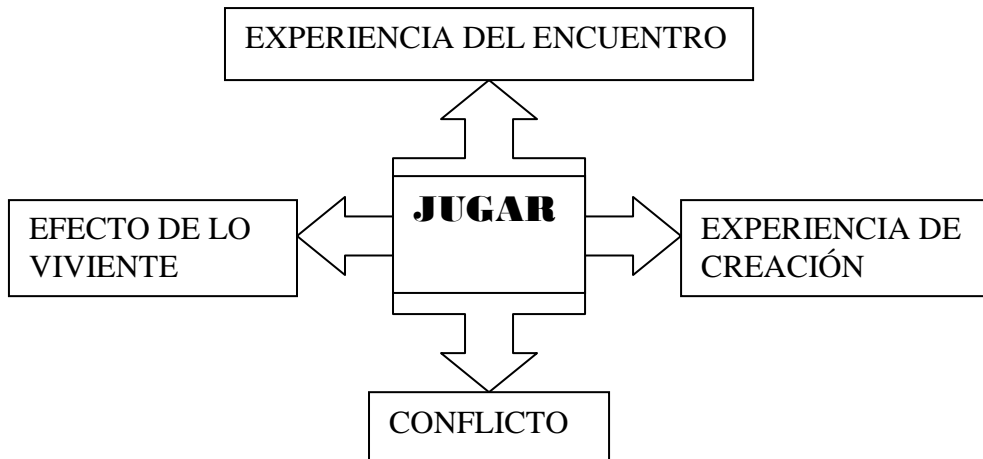 EXPERIENCIA DEL ENCUENTRO
JUGAR
EFECTO DE LO
VIVIENTE
EXPERIENCIA DE
CREACIÓN
CONFLICTO